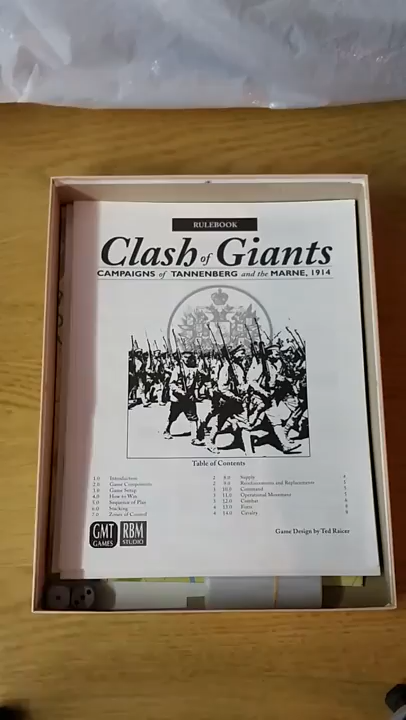 RULEBOOK
Clash of Giants
CAMPAIGNS of TANNENBERG and the MARNE, 1914
Table of Contents
1.0 Introduction 2
2.0 Game Components 2
3.0 Game Setup 3
4.0 How to Win 3
5.0 Sequence of Play 3
6.0 Stacking 4
7.0 Zones of Control 4
8.0 Supply 4
9.0 Reinforcements and Replacements 5
10.0 Command 5
11.0 Operational Movement 5
12.0 Combat 6
13.0 Forts 8
14.0 Cavalry 8
GMT GAMES
RBM STUDIO
Game Design by Ted Raicer